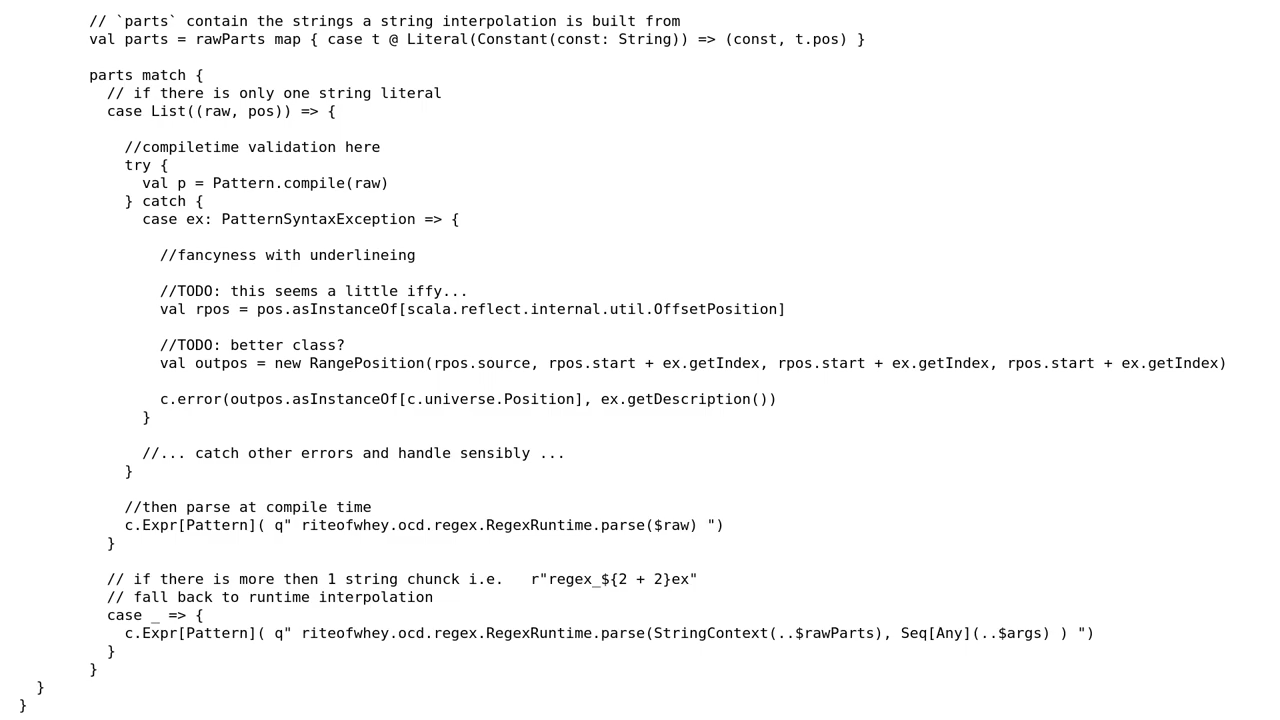 // `parts` contain the strings a string interpolation is built from
val parts = rawParts map { case t @ Literal(Constant(const: String)) => (const, t.pos) }
parts match {
// if there is only one string literal
case List((raw, pos)) => {
//compiletime validation here
try {
val p = Pattern.compile(raw)
} catch {
case ex: PatternSyntaxException => {
//fancyness with underlineing
//TODO: this seems a little iffy...
val rpos = pos.asInstanceOf[scala.reflect.internal.util.OffsetPosition]
//TODO: better class?
val outpos = new RangePosition(rpos.source, rpos.start + ex.getIndex, rpos.start + ex.getIndex, rpos.start + ex.getIndex)
c.error(outpos.asInstanceOf[c.universe.Position], ex.getDescription())
}
//... catch other errors and handle sensibly ...
}
//then parse at compile time
c.Expr[Pattern]( q" riteofwhey.ocd.regex.RegexRuntime.parse($raw) ")
}
// if there is more then 1 string chunck i.e.   r"regex_${2 + 2}ex"
// fall back to runtime interpolation
case _ => {
c.Expr[Pattern]( q" riteofwhey.ocd.regex.RegexRuntime.parse(StringContext(..$rawParts), Seq[Any](..$args) ) ")
}
}
}
}